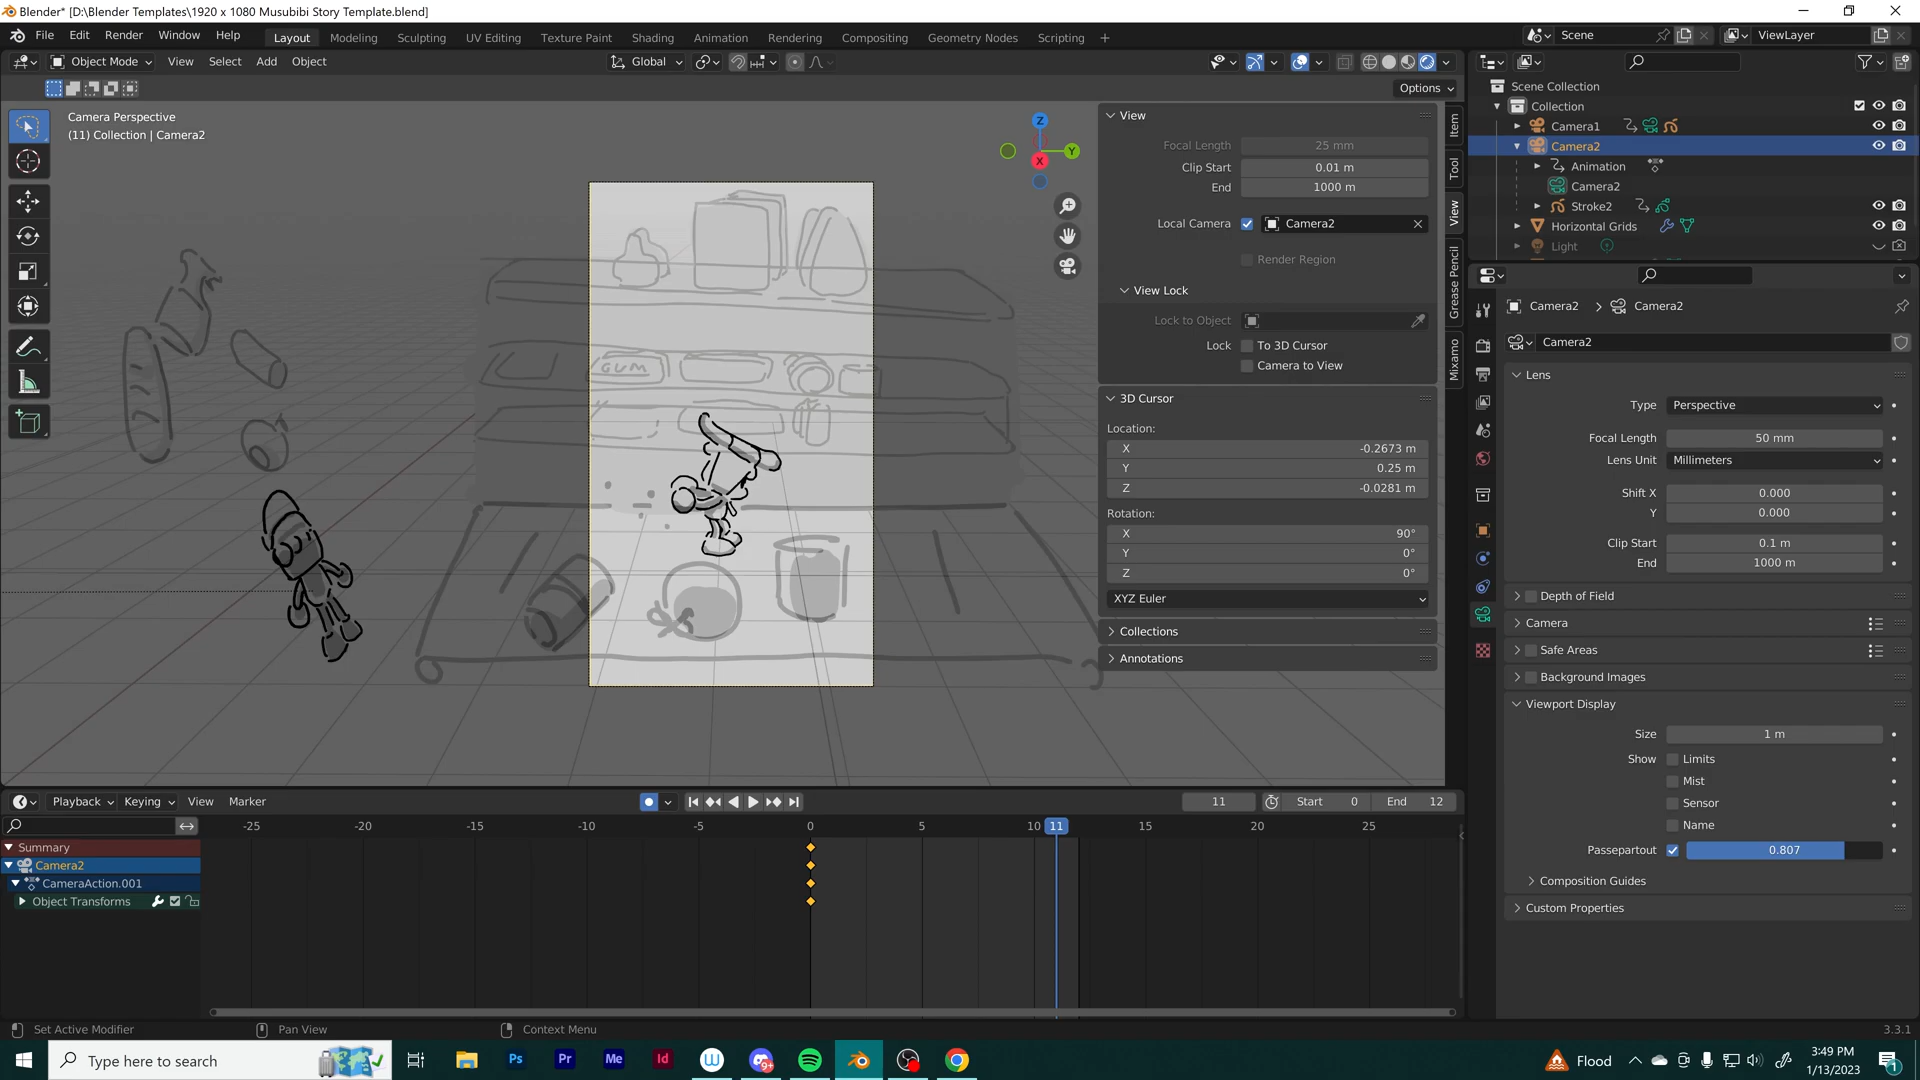 Blender* [D:\Blender Templates\1920 x 1080 Musubibi Story Template.blend]
File Edit Render Window Help Layout Modeling Sculpting UV Editing Texture Paint Shading Animation Rendering Compositing Geometry Nodes Scripting + Scene ViewLayer
Object Mode View Select Add Object Global
Options
Camera Perspective
(11) Collection | Camera2
Z
Y
X
GUM
View
Focal Length 25 mm
Clip Start 0.01 m
End 1000 m
Local Camera Camera2
Render Region
View Lock
Lock to Object
Lock To 3D Cursor
Camera to View
3D Cursor
Location:
X -0.2673 m
Y 0.25 m
Z -0.0281 m
Rotation:
X 90°
Y 0°
Z 0°
XYZ Euler
Collections
Annotations
Item
Tool
View
Grease Pencil
Mixamo
Scene Collection
Collection
Camera1
Camera2
Animation
Camera2
Stroke2
Horizontal Grids
Light
Camera2 > Camera2
Camera2
Lens
Type Perspective
Focal Length 50 mm
Lens Unit Millimeters
Shift X 0.000
Y 0.000
Clip Start 0.1 m
End 1000 m
Depth of Field
Camera
Safe Areas
Background Images
Viewport Display
Size 1 m
Show Limits
Mist
Sensor
Name
Passepartout 0.807
Composition Guides
Custom Properties
Playback Keying View Marker 11 Start 0 End 12
-25 -20 -15 -10 -5 0 5 10 11 15 20 25
Summary
Camera2
CameraAction.001
Object Transforms
Set Active Modifier Pan View Context Menu 3.3.1
Type here to search Ps Pr Me Id W 9+ Flood 3:49 PM
1/13/2023 1